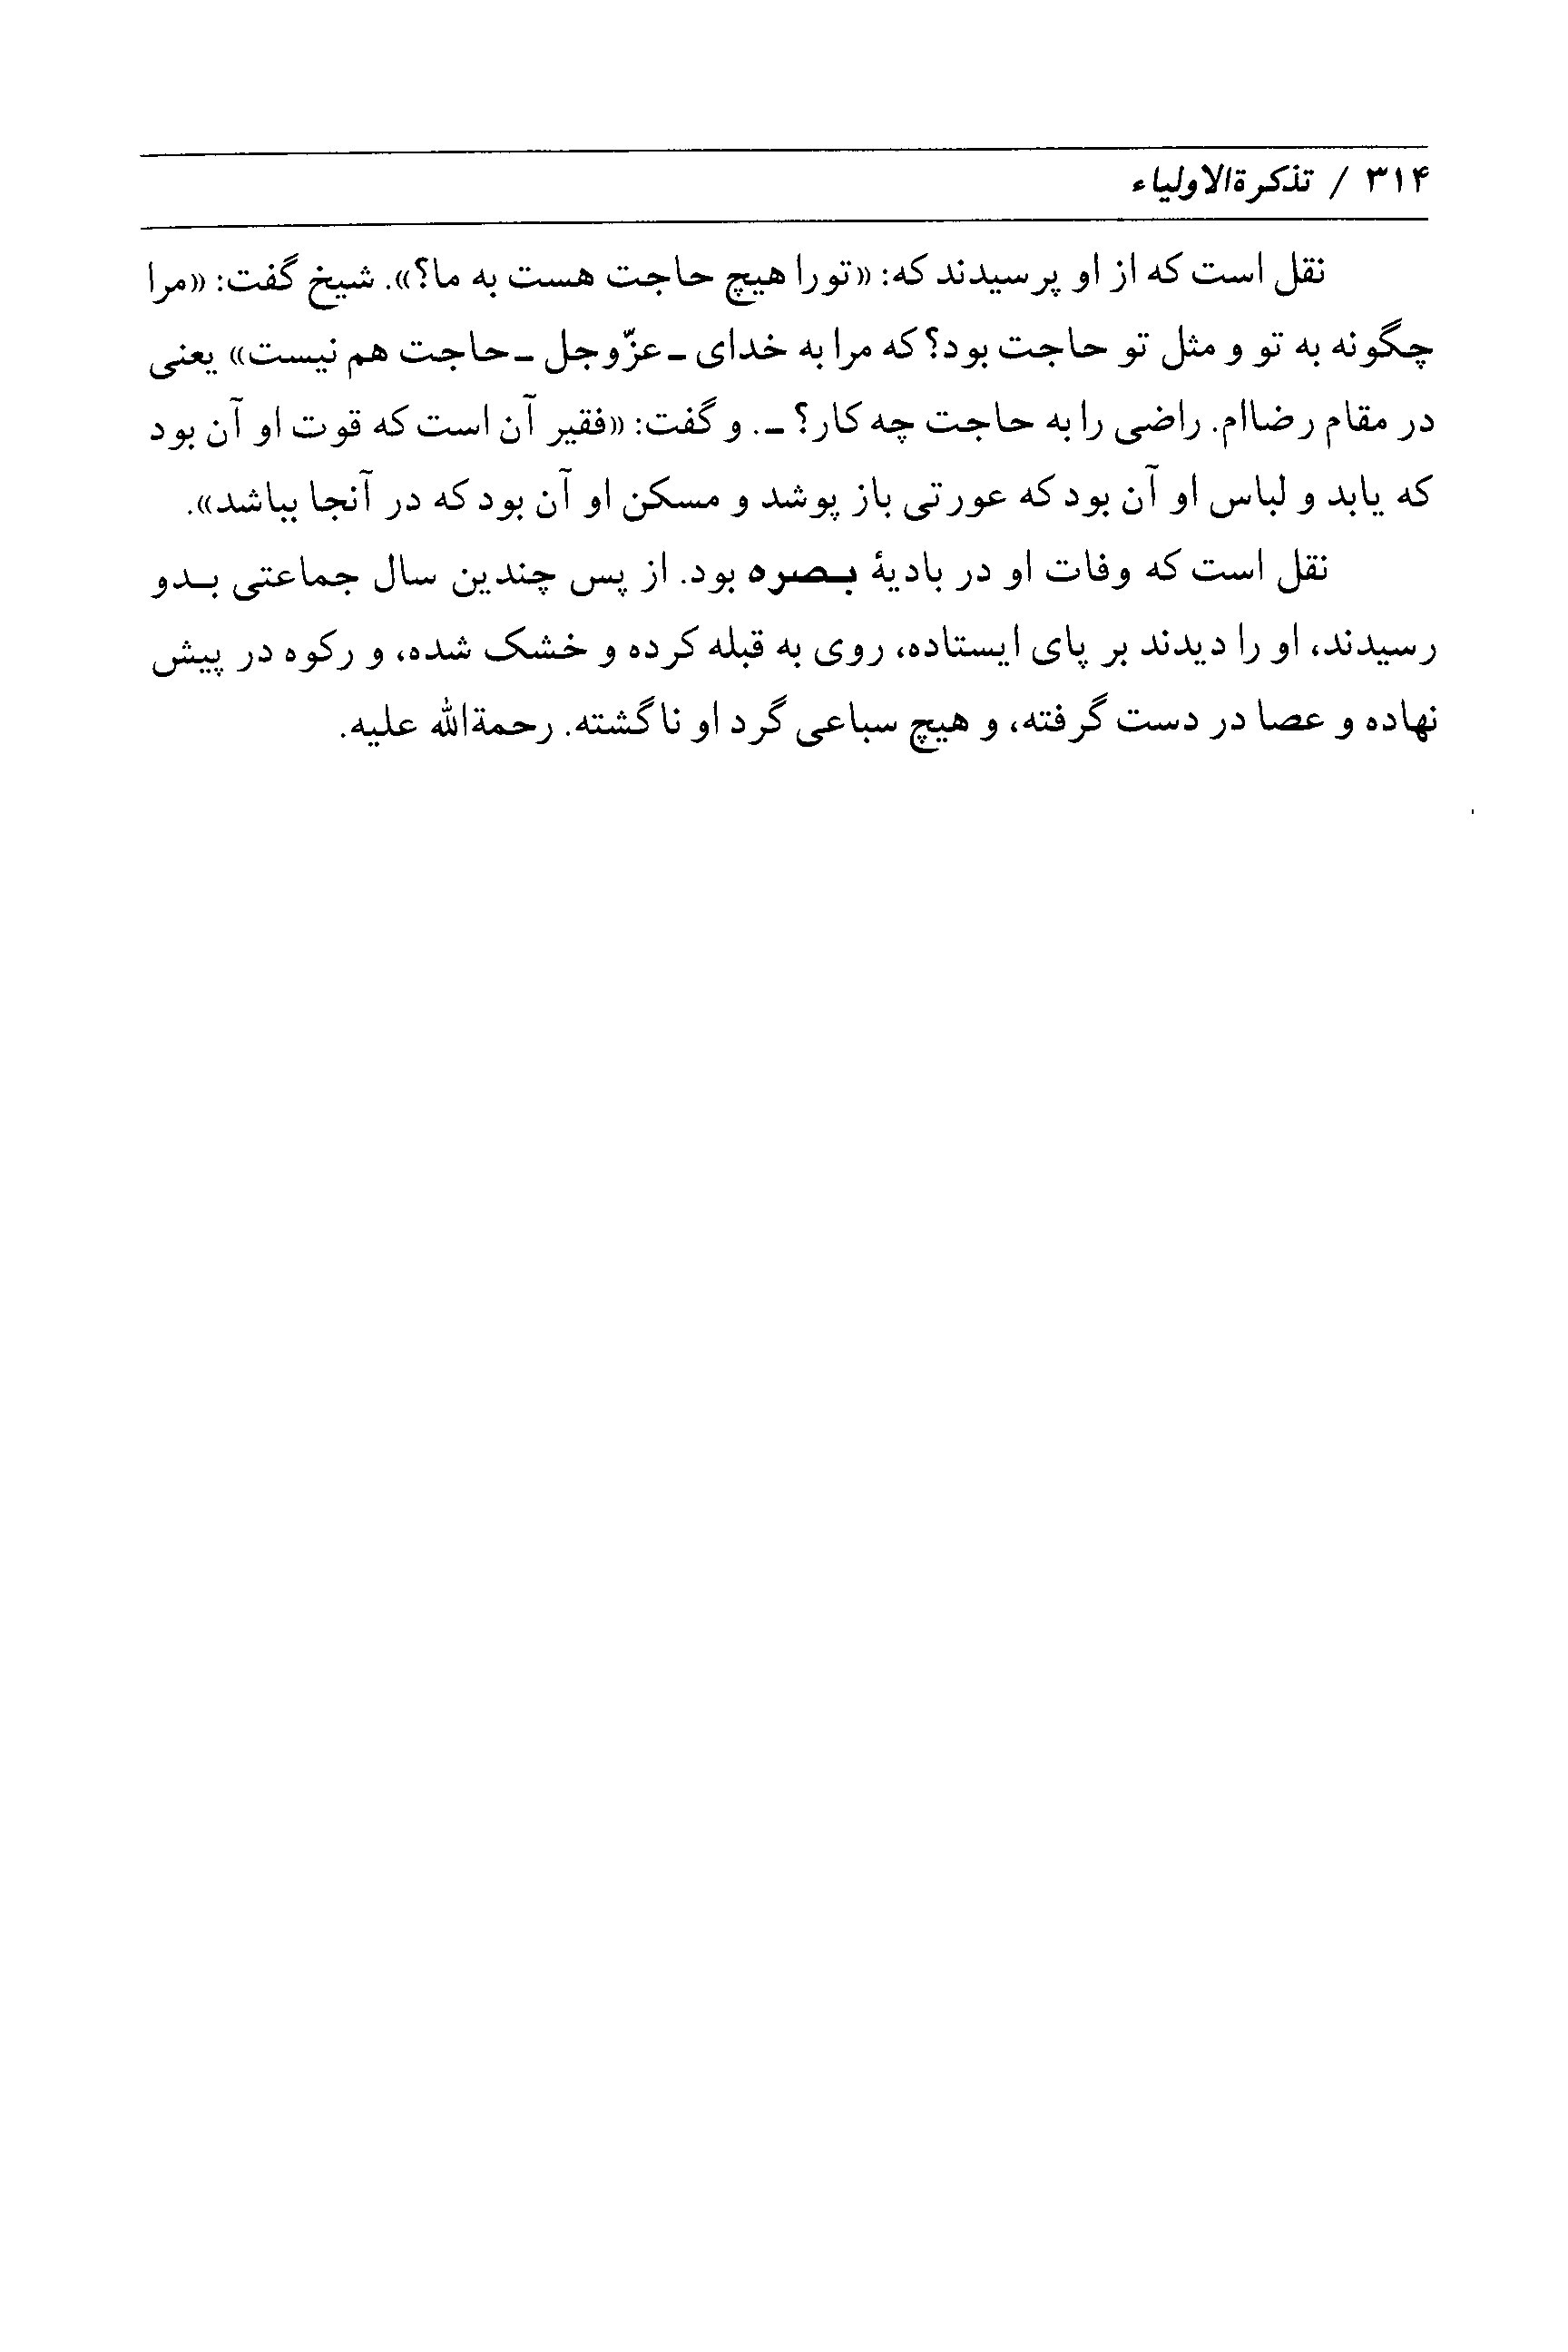 ۳۱۴ / تذکرةالاولیاء
نقل است که از او پرسیدند که: «تو را هیچ حاجت هست به ما؟». شیخ گفت: «مرا
چگونه به تو و مثل تو حاجت بود؟ که مرا به خدای ـ عزّوجل ـ حاجت هم نیست» یعنی
در مقام رضاام. راضی را به حاجت چه کار؟ ـ. و گفت: «فقیر آن است که قوت او آن بود
که یابد و لباس او آن بود که عورتی باز پوشد و مسکن او آن بود که در آنجا بباشد».
نقل است که وفات او در بادیهٔ بصره بود. از پس چندین سال جماعتی بدو
رسیدند، او را دیدند بر پای ایستاده، روی به قبله کرده و خشک شده، و رکوه در پیش
نهاده و عصا در دست گرفته، و هیچ سباعی گرد او ناگشته. رحمةالله علیه.